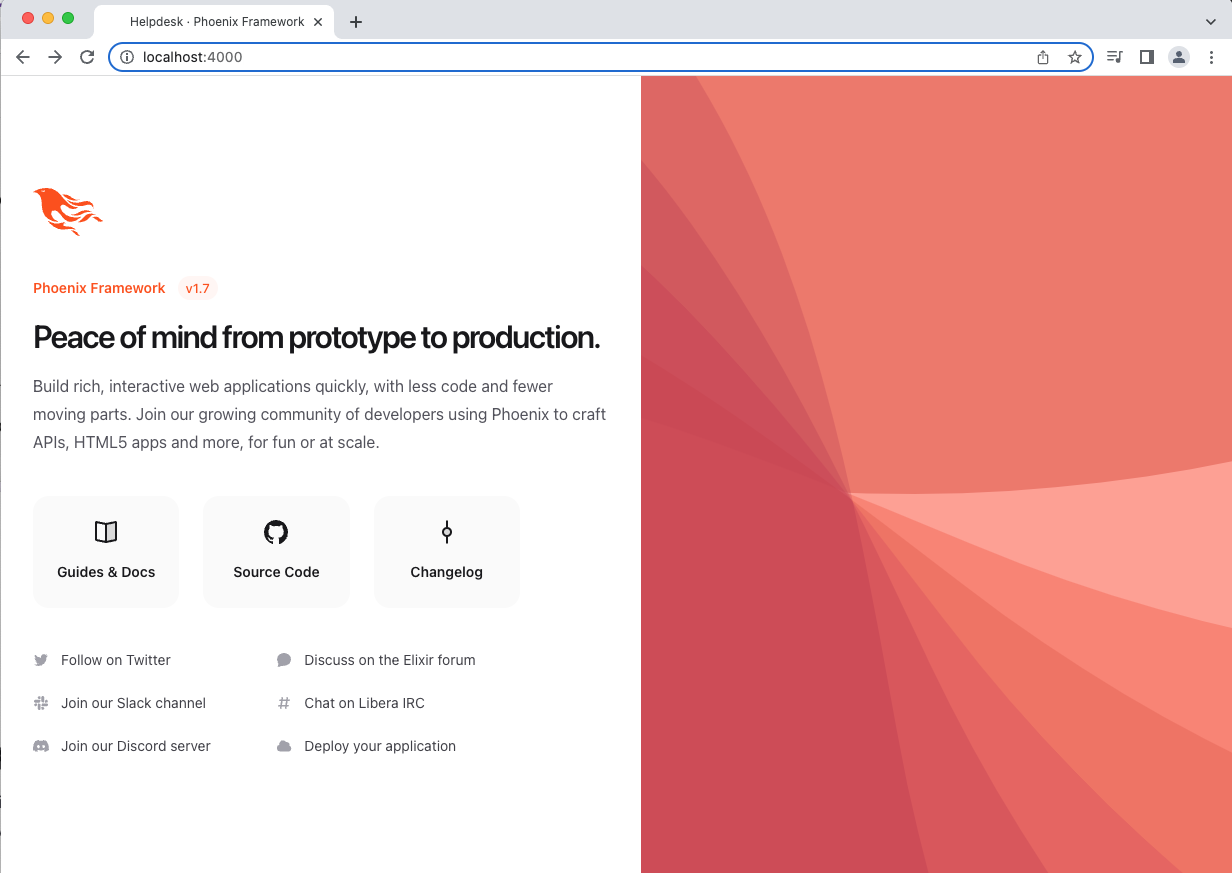 Helpdesk · Phoenix Framework
localhost:4000
Phoenix Framework v1.7
Peace of mind from prototype to production.
Build rich, interactive web applications quickly, with less code and fewer
moving parts. Join our growing community of developers using Phoenix to craft
APIs, HTML5 apps and more, for fun or at scale.
Guides & Docs Source Code Changelog
Follow on Twitter Discuss on the Elixir forum
Join our Slack channel Chat on Libera IRC
Join our Discord server Deploy your application